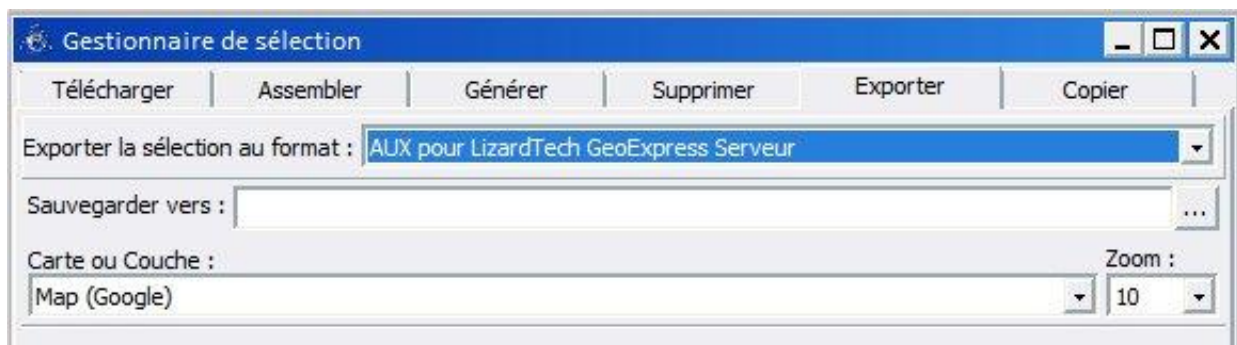 Gestionnaire de sélection
Télécharger Assembler Générer Supprimer Exporter Copier
Exporter la sélection au format : AUX pour LizardTech GeoExpress Serveur
Sauvegarder vers : ...
Carte ou Couche : Zoom :
Map (Google) 10